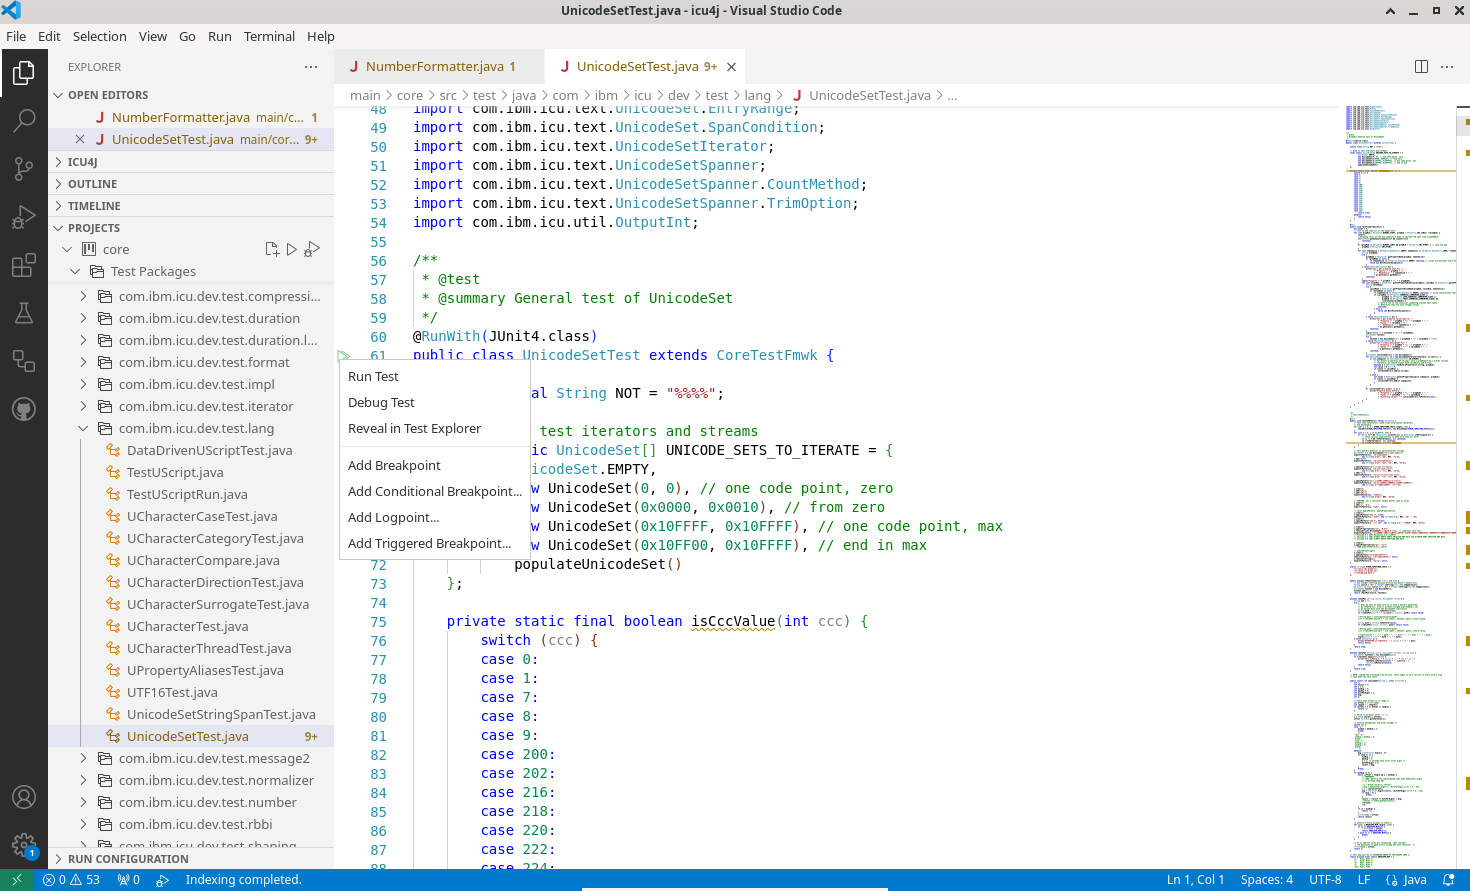 UnicodeSetTest.java - icu4j - Visual Studio Code
File Edit Selection View Go Run Terminal Help
EXPLORER
OPEN EDITORS
NumberFormatter.java main/c... 1
UnicodeSetTest.java main/cor... 9+
ICU4J
OUTLINE
TIMELINE
PROJECTS
core
Test Packages
com.ibm.icu.dev.test.compressi...
com.ibm.icu.dev.test.duration
com.ibm.icu.dev.test.duration.l...
com.ibm.icu.dev.test.format
com.ibm.icu.dev.test.impl
com.ibm.icu.dev.test.iterator
com.ibm.icu.dev.test.lang
DataDrivenUScriptTest.java
TestUScript.java
TestUScriptRun.java
UCharacterCaseTest.java
UCharacterCategoryTest.java
UCharacterCompare.java
UCharacterDirectionTest.java
UCharacterSurrogateTest.java
UCharacterTest.java
UCharacterThreadTest.java
UPropertyAliasesTest.java
UTF16Test.java
UnicodeSetStringSpanTest.java
UnicodeSetTest.java 9+
com.ibm.icu.dev.test.message2
com.ibm.icu.dev.test.normalizer
com.ibm.icu.dev.test.number
com.ibm.icu.dev.test.rbbi
com.ibm.icu.dev.test.shaping
RUN CONFIGURATION
1
NumberFormatter.java 1
UnicodeSetTest.java 9+
main > core > src > test > java > com > ibm > icu > dev > test > lang > UnicodeSetTest.java > ...
48 import com.ibm.icu.text.UnicodeSet.EntryRange;
49 import com.ibm.icu.text.UnicodeSet.SpanCondition;
50 import com.ibm.icu.text.UnicodeSetIterator;
51 import com.ibm.icu.text.UnicodeSetSpanner;
52 import com.ibm.icu.text.UnicodeSetSpanner.CountMethod;
53 import com.ibm.icu.text.UnicodeSetSpanner.TrimOption;
54 import com.ibm.icu.util.OutputInt;
55
56 /**
57 * @test
58 * @summary General test of UnicodeSet
59 */
60 @RunWith(JUnit4.class)
61 public class UnicodeSetTest extends CoreTestFmwk {
al String NOT = "%%%%";
test iterators and streams
ic UnicodeSet[] UNICODE_SETS_TO_ITERATE = {
icodeSet.EMPTY,
w UnicodeSet(0, 0), // one code point, zero
w UnicodeSet(0x0000, 0x0010), // from zero
w UnicodeSet(0x10FFFF, 0x10FFFF), // one code point, max
w UnicodeSet(0x10FF00, 0x10FFFF), // end in max
72 populateUnicodeSet()
73 };
74
75 private static final boolean isCccValue(int ccc) {
76 switch (ccc) {
77 case 0:
78 case 1:
79 case 7:
80 case 8:
81 case 9:
82 case 200:
83 case 202:
84 case 216:
85 case 218:
86 case 220:
87 case 222:
88 case 224:
Run Test
Debug Test
Reveal in Test Explorer
Add Breakpoint
Add Conditional Breakpoint...
Add Logpoint...
Add Triggered Breakpoint...
0 53 0 Indexing completed.
Ln 1, Col 1 Spaces: 4 UTF-8 LF {} Java